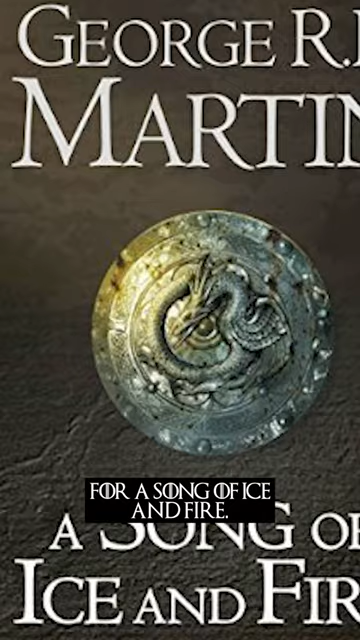 GEORGE R.
MARTIN
FOR A SONG OF ICE
AND FIRE.
A SONG OF
ICE AND FIR